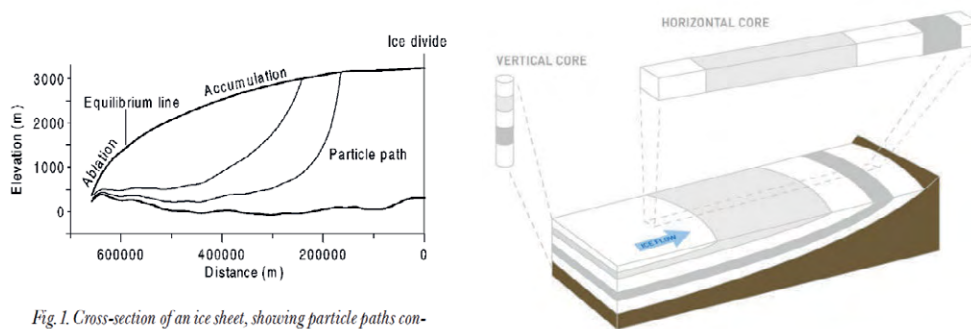 Ice divide
3000
2000
1000
0
Elevation (m)
Equilibrium line
Accumulation
Ablation
Particle path
600000
400000
200000
0
Distance (m)
Fig. 1. Cross-section of an ice sheet, showing particle paths con-
HORIZONTAL CORE
VERTICAL CORE
ICE FLOW